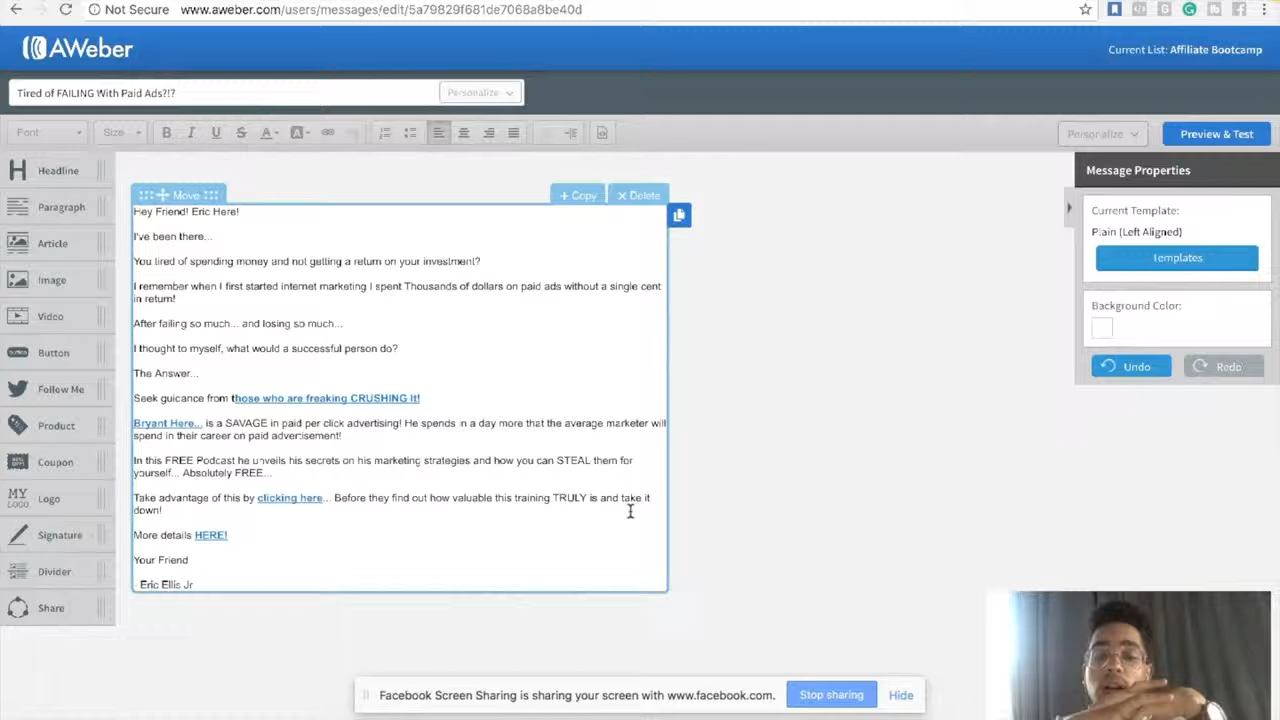 Not Secure www.aweber.com/users/messages/edit/5a79829f681de7068a8be40d
AWeber
Current List: Affiliate Bootcamp
Tired of FAILING With Paid Ads?!?
Personalize
Font
Size
B I U S A A
Personalize
Preview & Test
Headline
Paragraph
Article
Image
Video
Button
Follow Me
Product
Coupon
MY LOGO
Logo
Signature
Divider
Share
Move
+ Copy
Delete
Hey Friend! Eric Here!
I've been there...
You tired of spending money and not getting a return on your investment?
I remember when I first started internet marketing I spent Thousands of dollars on paid ads without a single cent
in return!
After failing so much... and losing so much...
I thought to myself, what would a successful person do?
The Answer...
Seek guidance from those who are freaking CRUSHING It!
Bryant Here... is a SAVAGE in paid per click advertising! He spends in a day more that the average marketer will
spend in their career on paid advertisement!
In this FREE Podcast he unveils his secrets on his marketing strategies and how you can STEAL them for
yourself... Absolutely FREE...
Take advantage of this by clicking here... Before they find out how valuable this training TRULY is and take it
down!
More details HERE!
Your Friend
- Eric Ellis Jr
Message Properties
Current Template:
Plain (Left Aligned)
Templates
Background Color:
Undo
Redo
Facebook Screen Sharing is sharing your screen with www.facebook.com.
Stop sharing
Hide